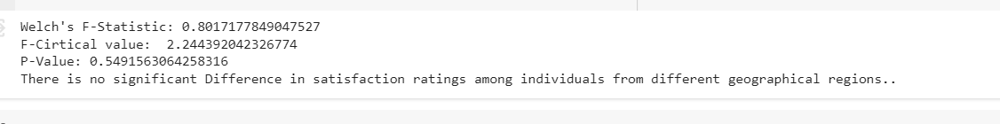 Welch's F-Statistic: 0.8017177849047527
F-Cirtical value:  2.244392042326774
P-Value: 0.5491563064258316
There is no significant Difference in satisfaction ratings among individuals from different geographical regions..